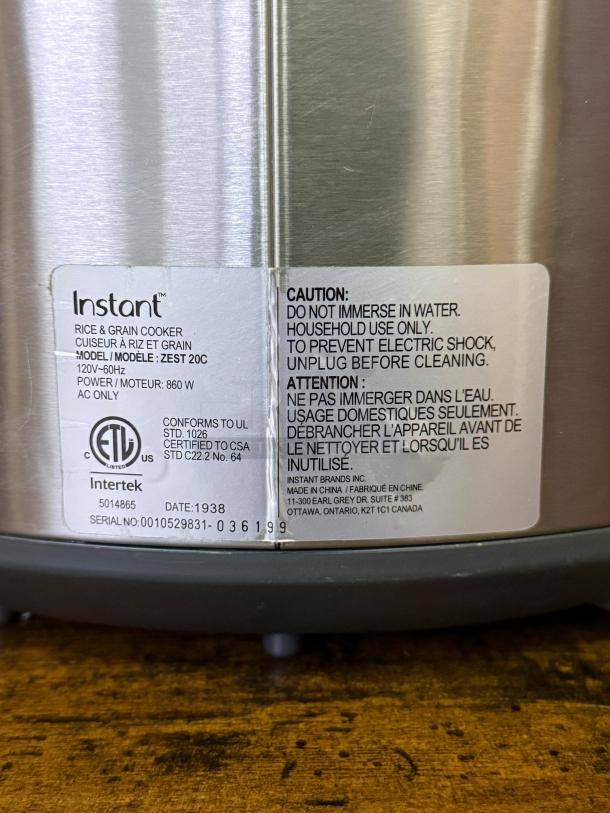 Instant™
RICE & GRAIN COOKER
CUISEUR À RIZ ET GRAIN
MODEL / MODÈLE : ZEST 20C
120V~60Hz
POWER / MOTEUR: 860 W
AC ONLY
C ETL US
LISTED
Intertek
5014865
CONFORMS TO UL
STD. 1026
CERTIFIED TO CSA
STD C22.2 No. 64
DATE:1938
SERIAL NO:0010529831- 036199
CAUTION:
DO NOT IMMERSE IN WATER.
HOUSEHOLD USE ONLY.
TO PREVENT ELECTRIC SHOCK,
UNPLUG BEFORE CLEANING.
ATTENTION :
NE PAS IMMERGER DANS L'EAU.
USAGE DOMESTIQUES SEULEMENT.
DÉBRANCHER L'APPAREIL AVANT DE
LE NETTOYER ET LORSQU'IL ES
INUTILISÉ.
INSTANT BRANDS INC.
MADE IN CHINA / FABRIQUÉ EN CHINE.
11-300 EARL GREY DR. SUITE # 383
OTTAWA, ONTARIO, K2T 1C1 CANADA